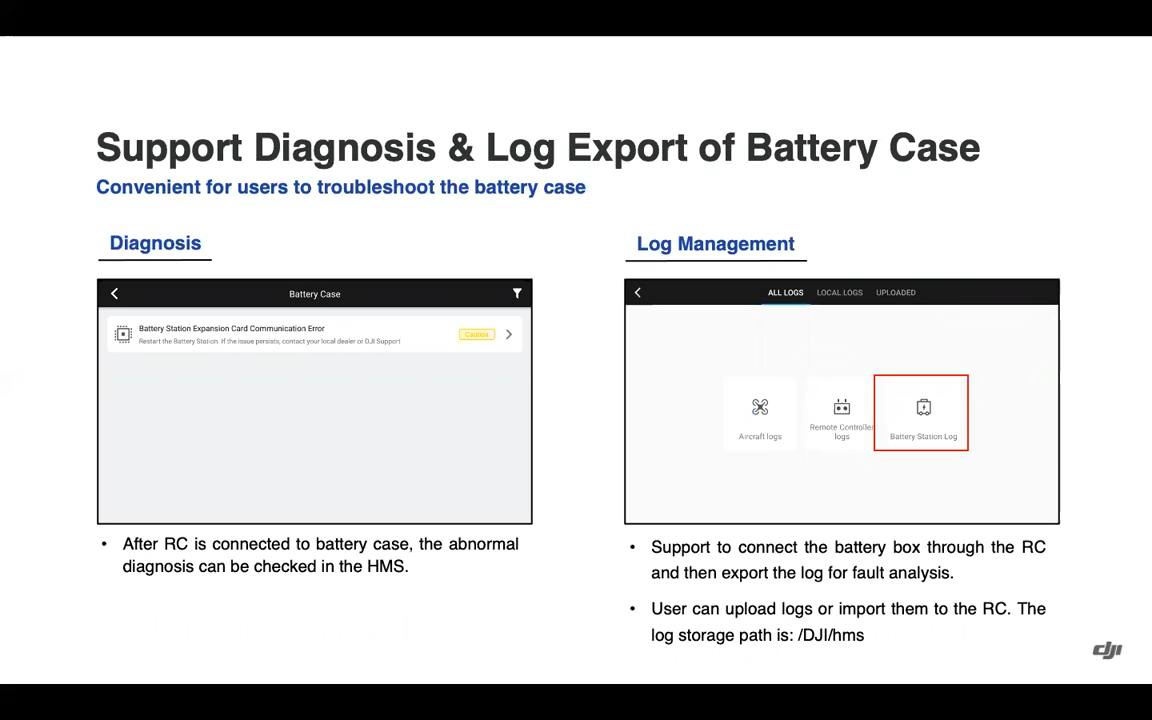 Support Diagnosis & Log Export of Battery Case
Convenient for users to troubleshoot the battery case
Diagnosis
Battery Case
Battery Station Expansion Card Communication Error
Restart the Battery Station. If the issue persists, contact your local dealer or DJI Support
Caution
• After RC is connected to battery case, the abnormal
diagnosis can be checked in the HMS.
Log Management
ALL LOGS LOCAL LOGS UPLOADED
Aircraft logs
Remote Controller
logs
Battery Station Log
• Support to connect the battery box through the RC
and then export the log for fault analysis.
• User can upload logs or import them to the RC. The
log storage path is: /DJI/hms
dji